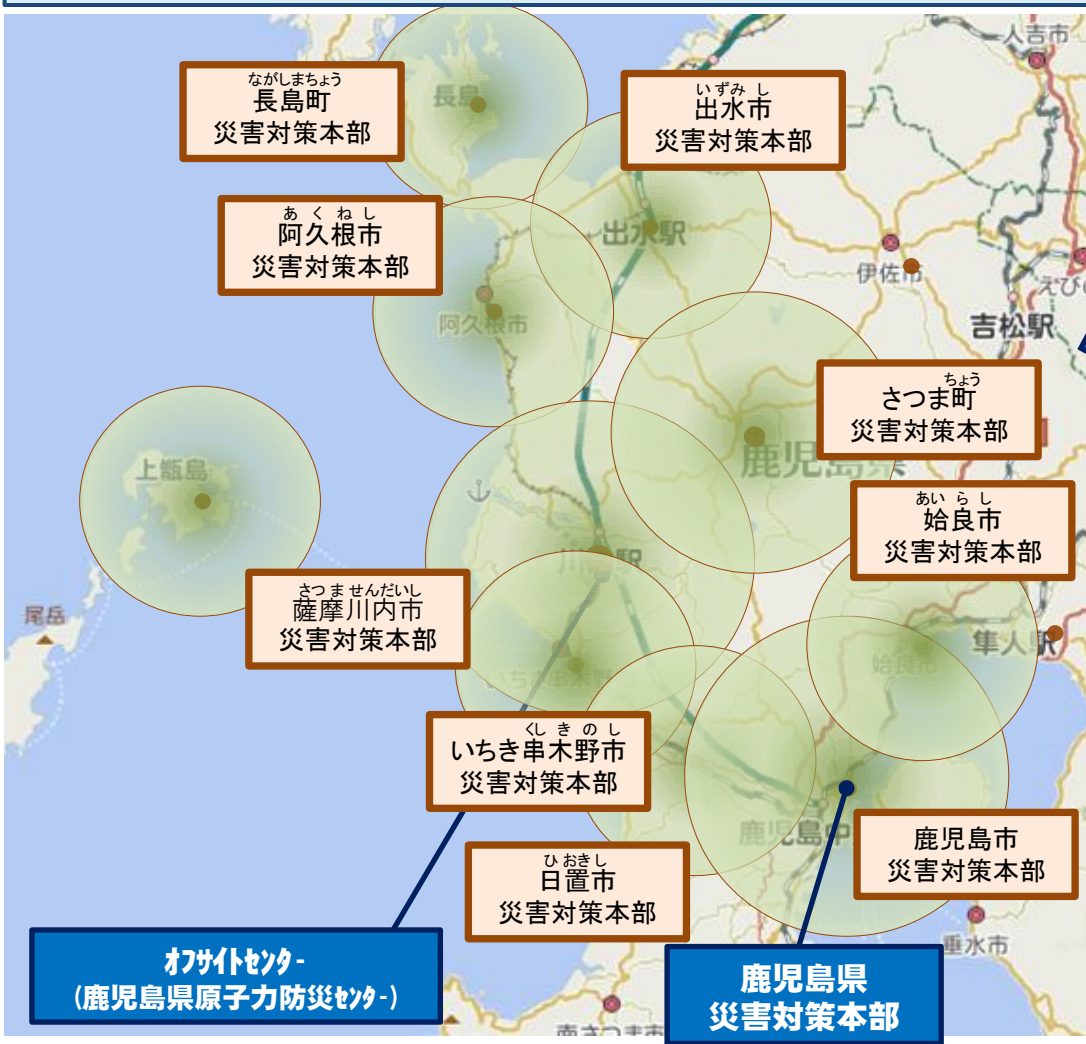 人吉市
ながしまちょう
長島町
災害対策本部
長島
いずみし
出水市
災害対策本部
あくねし
阿久根市
災害対策本部
出水駅
伊佐市
えびの
吉松駅
阿久根市
ちょう
さつま町
災害対策本部
鹿児島県
上甑島
あいらし
姶良市
災害対策本部
さつませんだいし
薩摩川内市
災害対策本部
尾岳
隼人駅
姶良市
くしきのし
いちき串木野市
災害対策本部
鹿児島中
鹿児島市
災害対策本部
ひおきし
日置市
災害対策本部
垂水市
オフサイトセンター
(鹿児島県原子力防災センター)
鹿児島県
災害対策本部
南さつま市